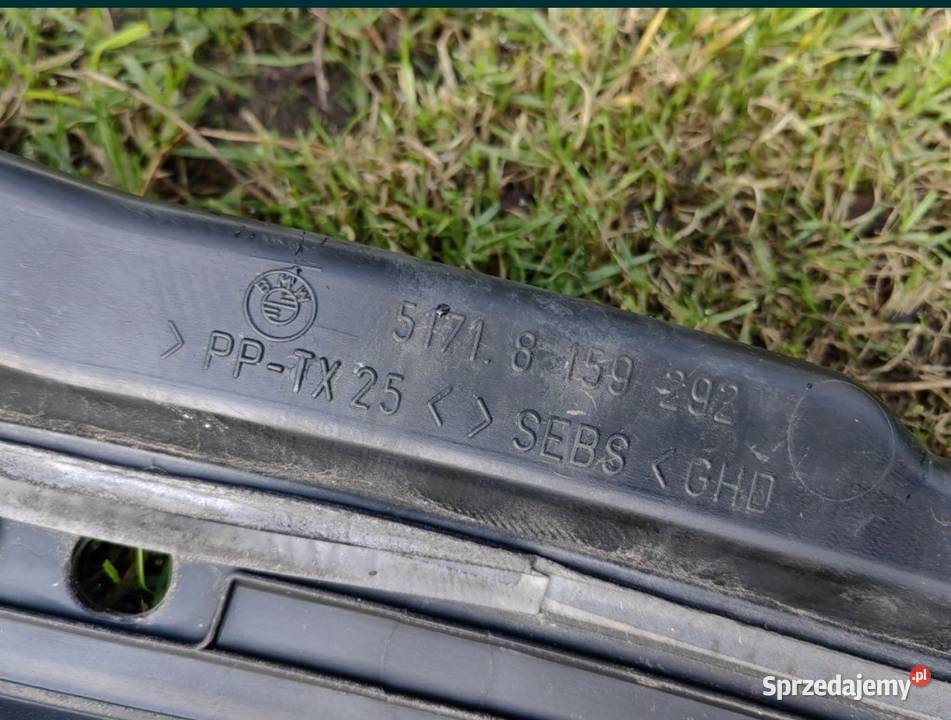 BMW
5171.8 159 292
>PP-TX25<>SEBS<GHD
Sprzedajemy.pl